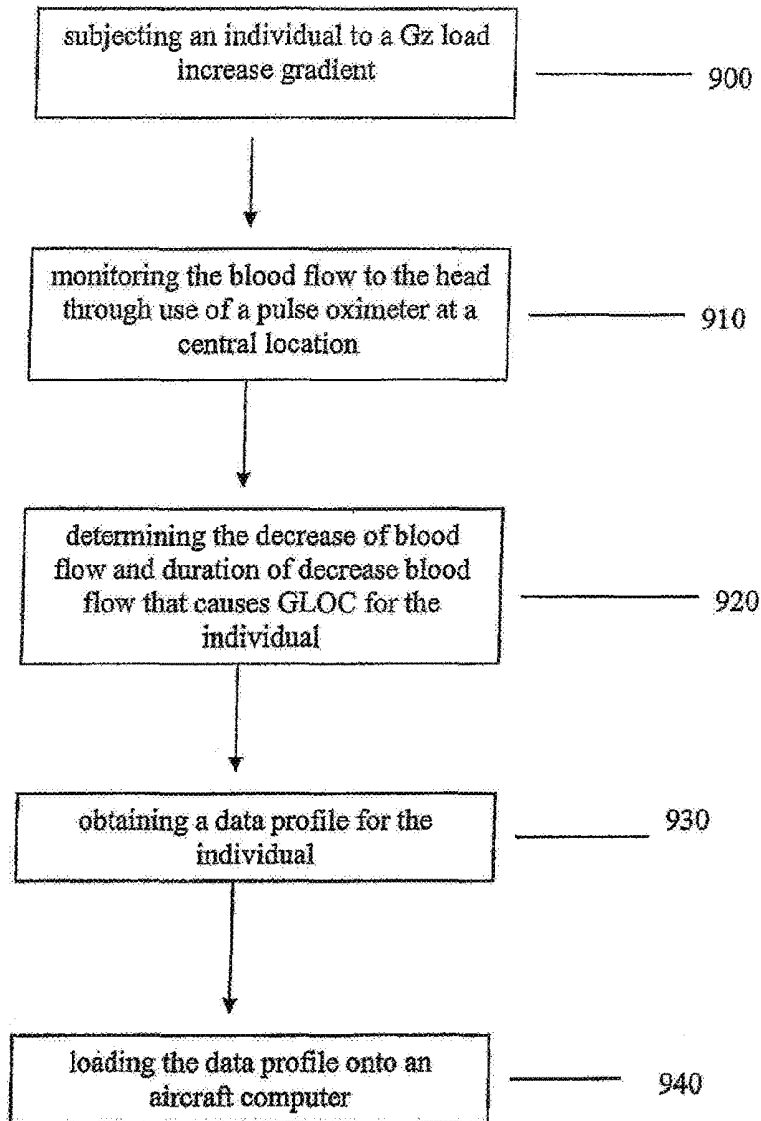 subjecting an individual to a Gz load
increase gradient
900
monitoring the blood flow to the head
through use of a pulse oximeter at a
central location
910
determining the decrease of blood
flow and duration of decrease blood
flow that causes GLOC for the
individual
920
obtaining a data profile for the
individual
930
loading the data profile onto an
aircraft computer
940